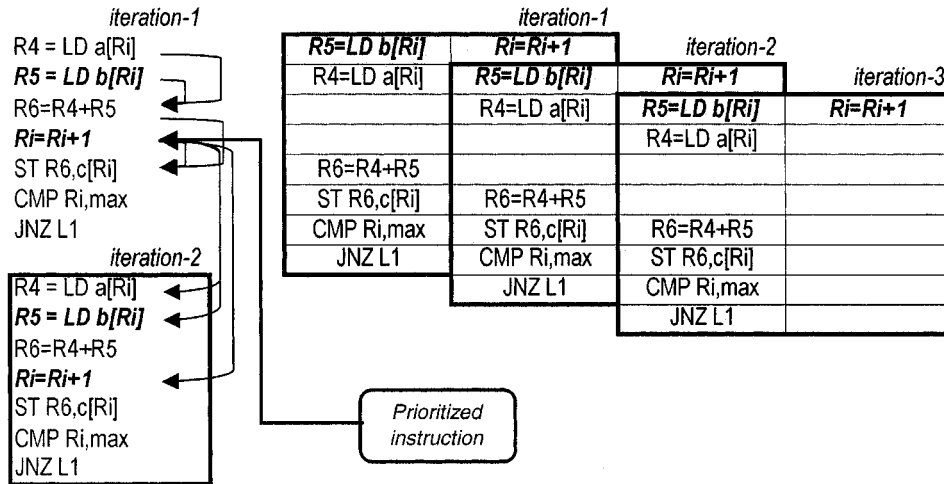 iteration-1
R4 = LD a[Ri]
R5 = LD b[Ri]
R6=R4+R5
Ri=Ri+1
ST R6,c[Ri]
CMP Ri,max
JNZ L1
iteration-2
R4 = LD a[Ri]
R5 = LD b[Ri]
R6=R4+R5
Ri=Ri+1
ST R6,c[Ri]
CMP Ri,max
JNZ L1
iteration-1
R5=LD b[Ri] Ri=Ri+1 iteration-2
R4=LD a[Ri] R5=LD b[Ri] Ri=Ri+1 iteration-3
R4=LD a[Ri] R5=LD b[Ri] Ri=Ri+1
R4=LD a[Ri]
R6=R4+R5
ST R6,c[Ri] R6=R4+R5
CMP Ri,max ST R6,c[Ri] R6=R4+R5
JNZ L1 CMP Ri,max ST R6,c[Ri]
JNZ L1 CMP Ri,max
JNZ L1
Prioritized
instruction